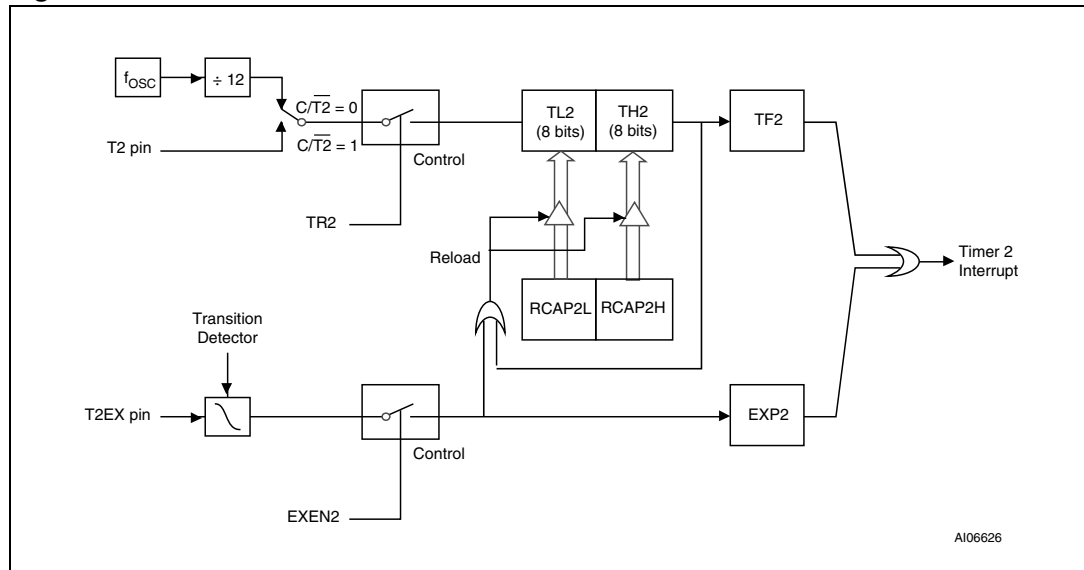 fOSC
÷ 12
C/T2 = 0
C/T2 = 1
T2 pin
Control
TR2
TL2
(8 bits)
TH2
(8 bits)
TF2
Reload
RCAP2L
RCAP2H
Timer 2
Interrupt
Transition
Detector
T2EX pin
Control
EXP2
EXEN2
AI06626